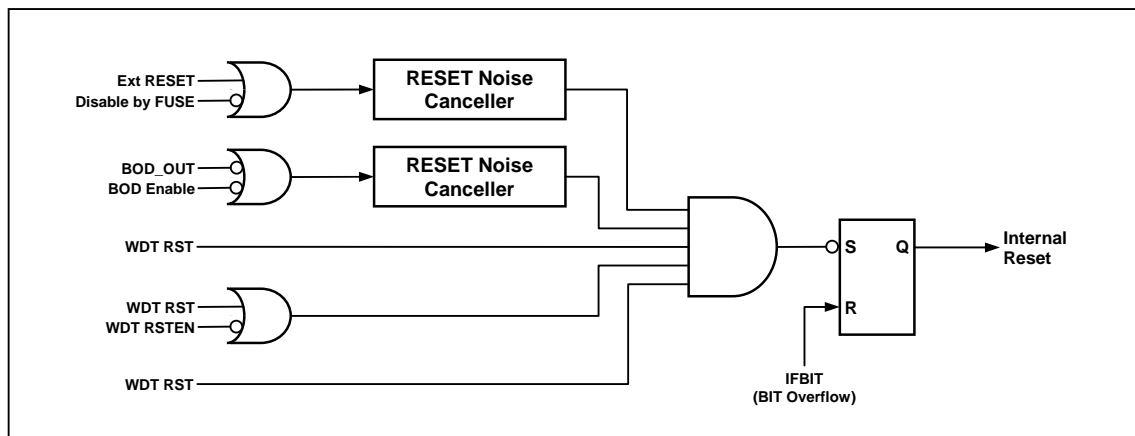 Ext RESET
Disable by FUSE
RESET Noise
Canceller
BOD_OUT
BOD Enable
RESET Noise
Canceller
WDT RST
S
Q
Internal
Reset
WDT RST
WDT RSTEN
R
WDT RST
IFBIT
(BIT Overflow)